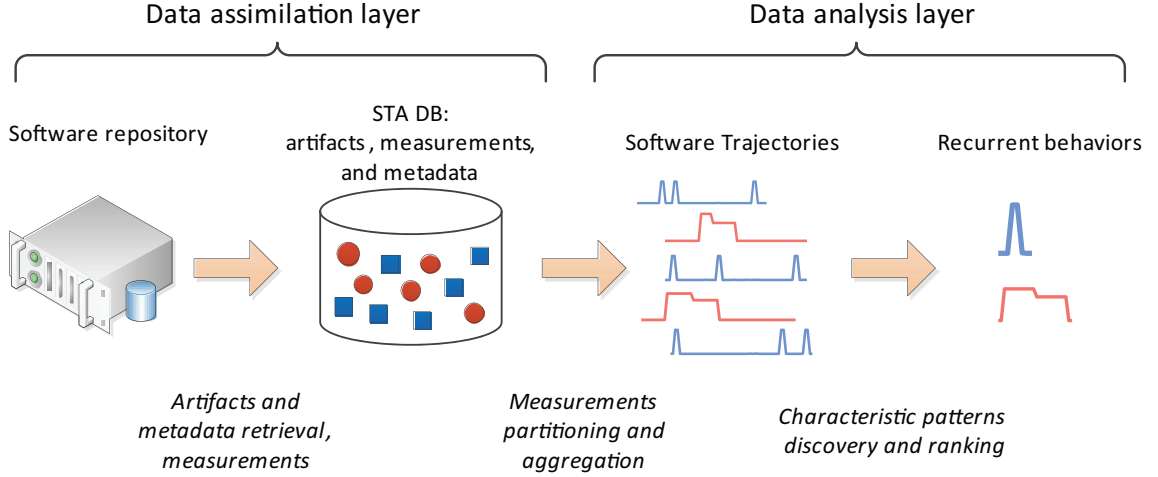 Data assimilation layer
Data analysis layer
Software repository
STA DB:
artifacts , measurements,
and metadata
Software Trajectories
Recurrent behaviors
Artifacts and
metadata retrieval,
measurements
Measurements
partitioning and
aggregation
Characteristic patterns
discovery and ranking